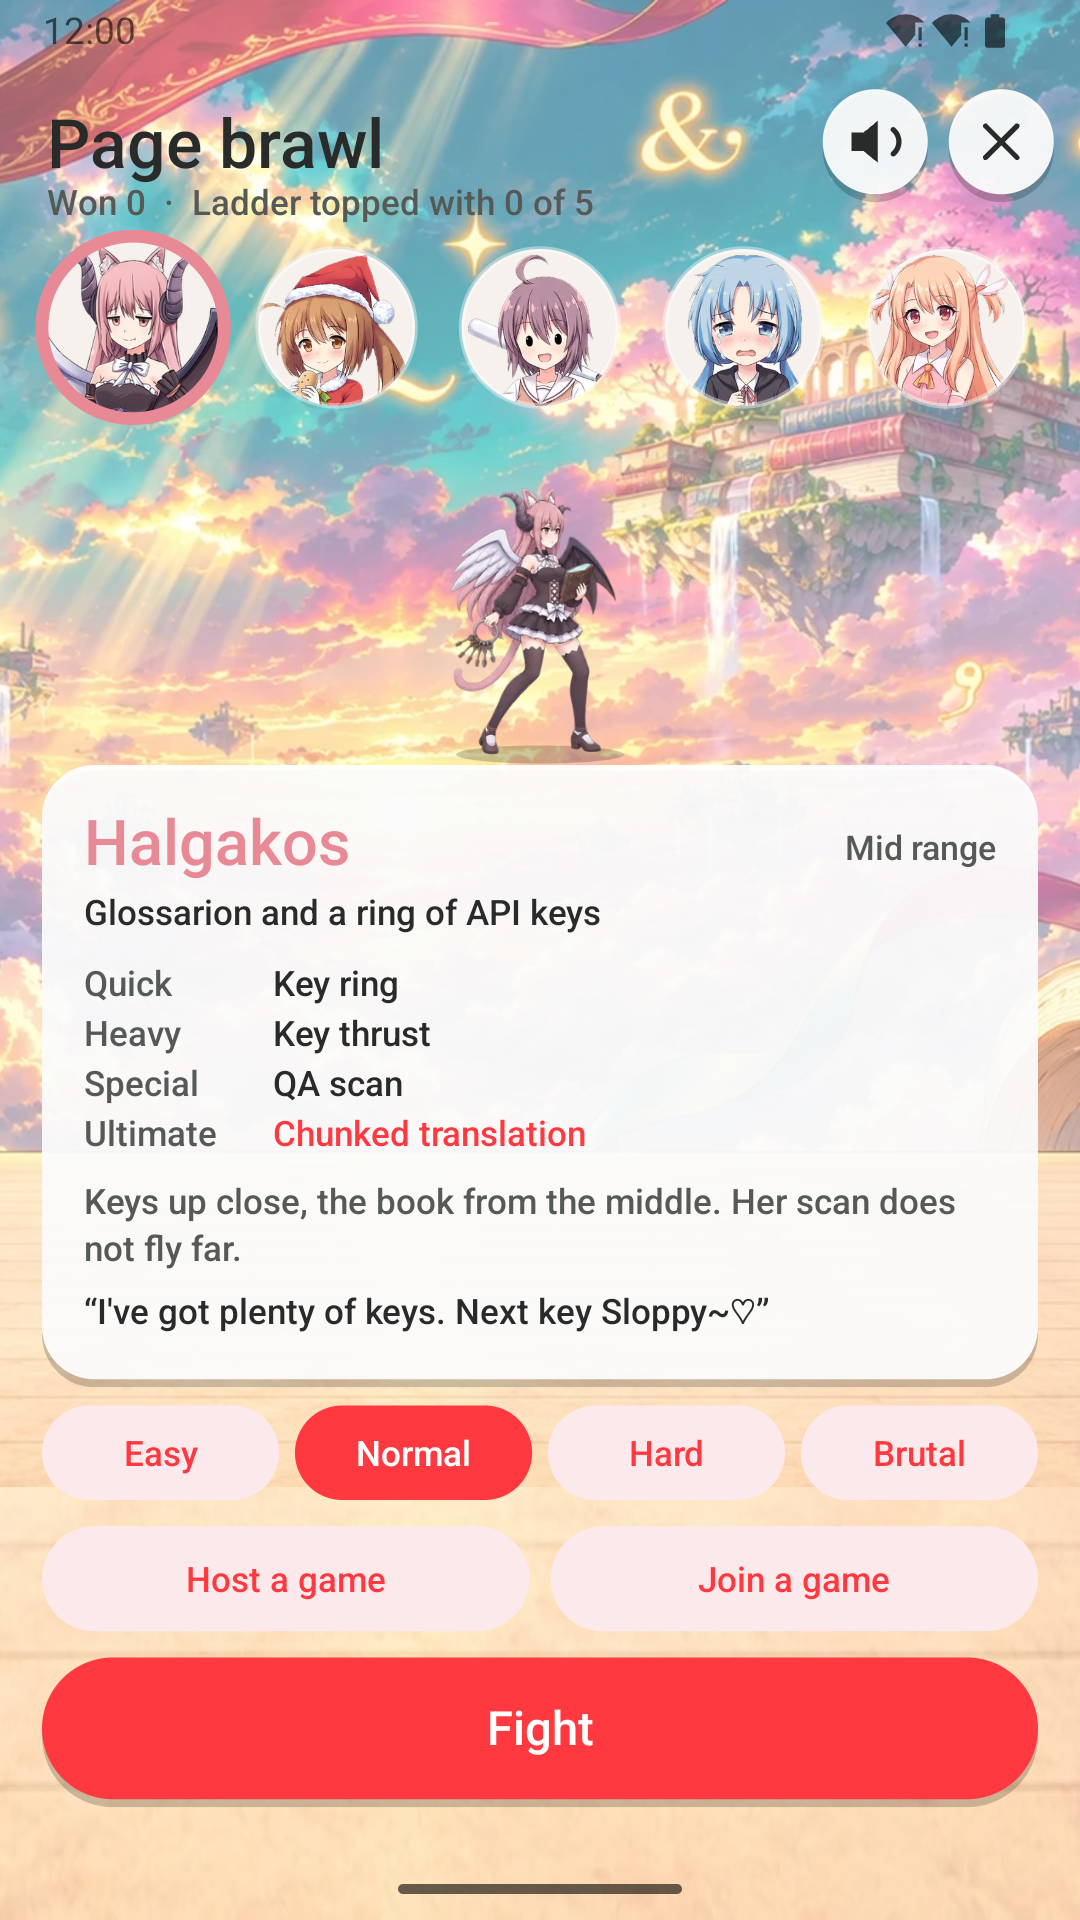 12:00
&
Page brawl
Won 0 · Ladder topped with 0 of 5
9
Halgakos
Mid range
Glossarion and a ring of API keys
Quick Key ring
Heavy Key thrust
Special QA scan
Ultimate Chunked translation
Keys up close, the book from the middle. Her scan does
not fly far.
“I've got plenty of keys. Next key Sloppy~♡”
Easy Normal Hard Brutal
Host a game Join a game
Fight